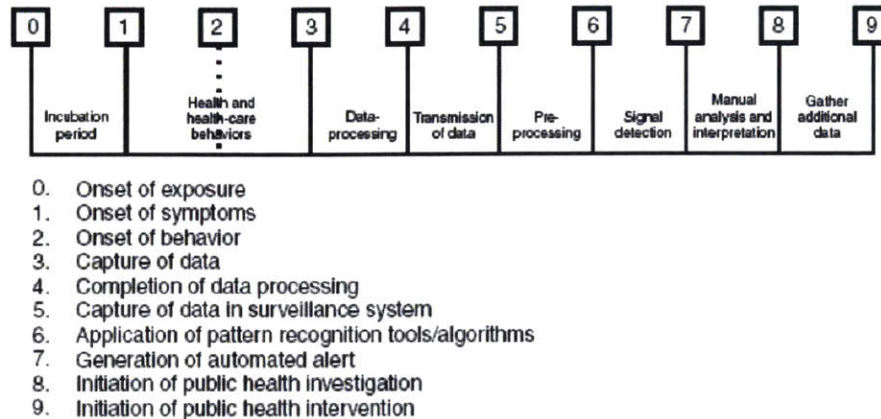 0 1 2 3 4 5 6 7 8 9
Incubation period
Health and health-care behaviors
Data-processing
Transmission of data
Pre-processing
Signal detection
Manual analysis and interpretation
Gather additional data
0. Onset of exposure
1. Onset of symptoms
2. Onset of behavior
3. Capture of data
4. Completion of data processing
5. Capture of data in surveillance system
6. Application of pattern recognition tools/algorithms
7. Generation of automated alert
8. Initiation of public health investigation
9. Initiation of public health intervention